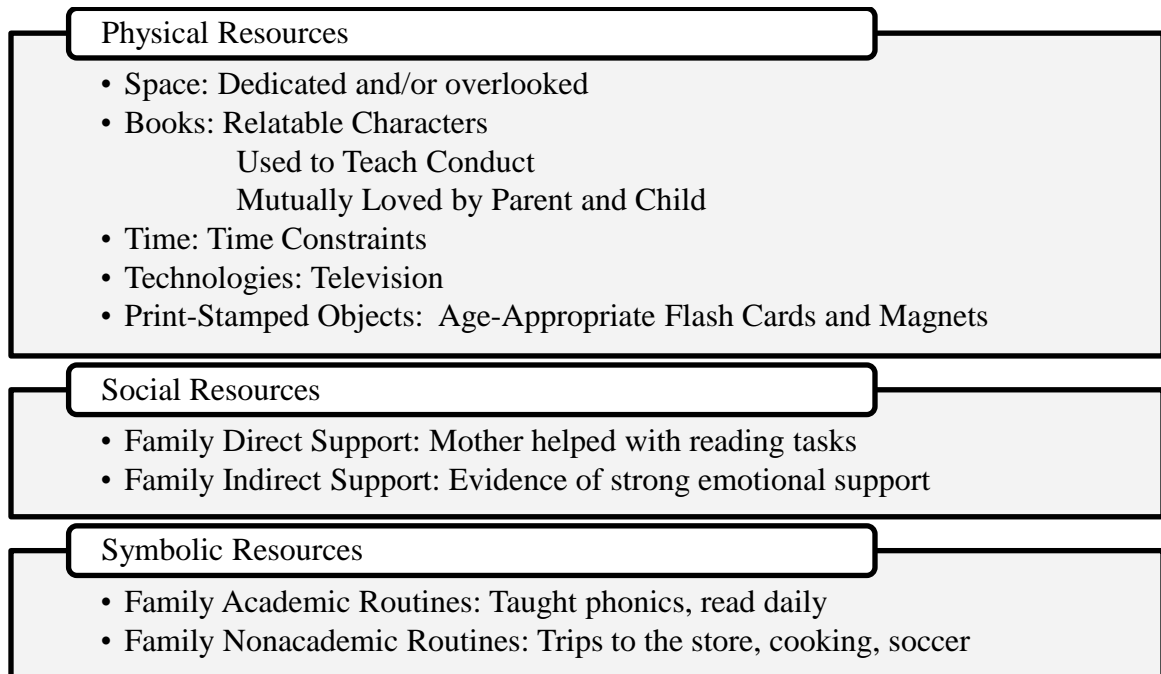 Physical Resources
• Space: Dedicated and/or overlooked
• Books: Relatable Characters
Used to Teach Conduct
Mutually Loved by Parent and Child
• Time: Time Constraints
• Technologies: Television
• Print-Stamped Objects:  Age-Appropriate Flash Cards and Magnets
Social Resources
• Family Direct Support: Mother helped with reading tasks
• Family Indirect Support: Evidence of strong emotional support
Symbolic Resources
• Family Academic Routines: Taught phonics, read daily
• Family Nonacademic Routines: Trips to the store, cooking, soccer